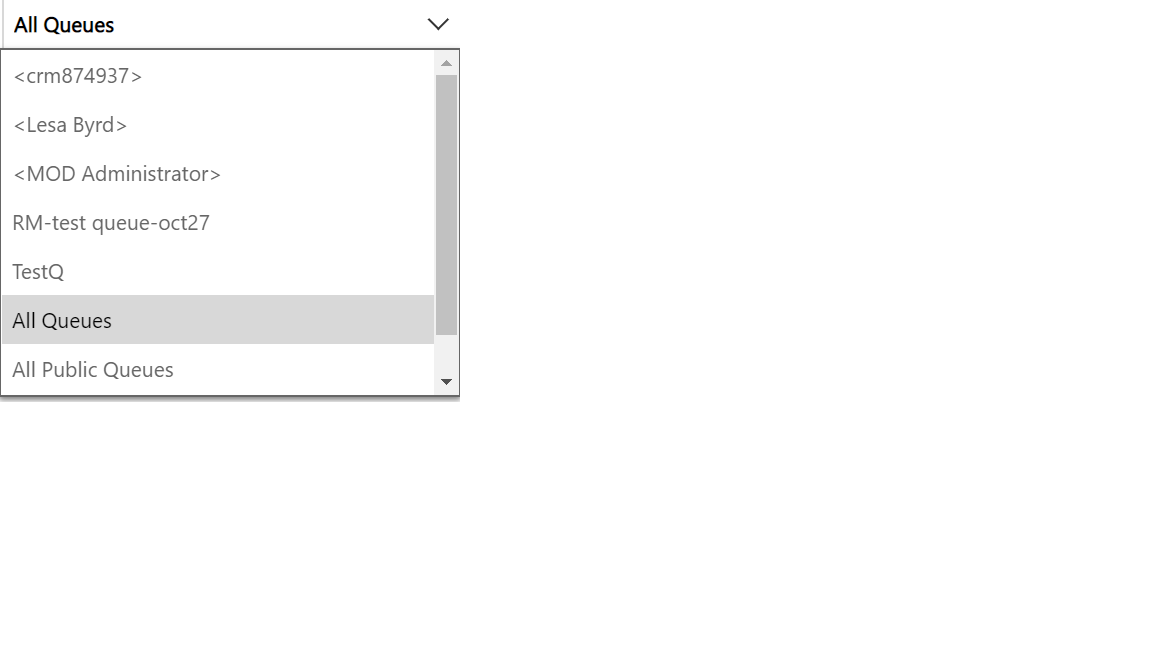 All Queues
<crm874937>
<Lesa Byrd>
<MOD Administrator>
RM-test queue-oct27
TestQ
All Queues
All Public Queues